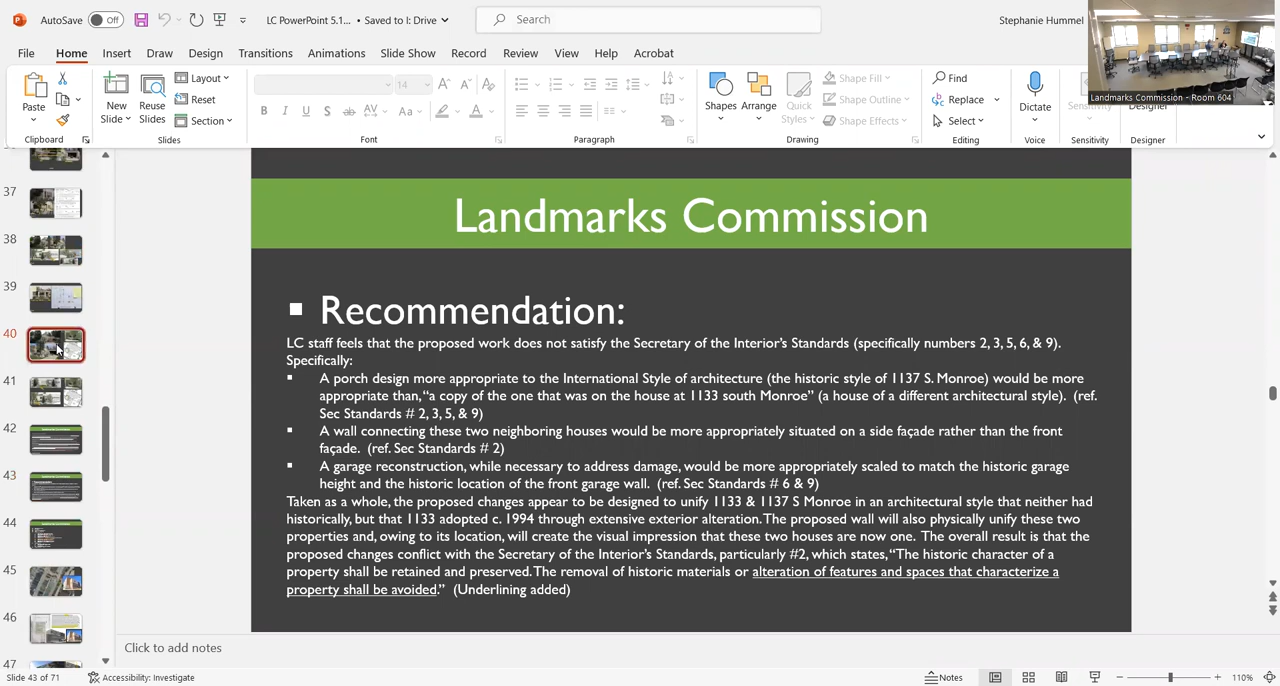 AutoSave Off LC PowerPoint 5.1... • Saved to I: Drive Search Stephanie Hummel
File Home Insert Draw Design Transitions Animations Slide Show Record Review View Help Acrobat
Landmarks Commission - Room 604
Paste New Slide Reuse Slides Layout Reset Section 14 Shapes Arrange Quick Styles Shape Fill Shape Outline Shape Effects Find Replace Select Dictate Sensitivity Designer
Clipboard Slides Font Paragraph Drawing Editing Voice Sensitivity Designer
37
38
39
40
41
42
43
44
45
46
47
Landmarks Commission
▪ Recommendation:
LC staff feels that the proposed work does not satisfy the Secretary of the Interior's Standards (specifically numbers 2, 3, 5, 6, & 9).
Specifically:
▪ A porch design more appropriate to the International Style of architecture (the historic style of 1137 S. Monroe) would be more
appropriate than, “a copy of the one that was on the house at 1133 south Monroe” (a house of a different architectural style). (ref.
Sec Standards # 2, 3, 5, & 9)
▪ A wall connecting these two neighboring houses would be more appropriately situated on a side façade rather than the front
façade. (ref. Sec Standards # 2)
▪ A garage reconstruction, while necessary to address damage, would be more appropriately scaled to match the historic garage
height and the historic location of the front garage wall. (ref. Sec Standards # 6 & 9)
Taken as a whole, the proposed changes appear to be designed to unify 1133 & 1137 S Monroe in an architectural style that neither had
historically, but that 1133 adopted c. 1994 through extensive exterior alteration. The proposed wall will also physically unify these two
properties and, owing to its location, will create the visual impression that these two houses are now one. The overall result is that the
proposed changes conflict with the Secretary of the Interior's Standards, particularly #2, which states, “The historic character of a
property shall be retained and preserved. The removal of historic materials or alteration of features and spaces that characterize a
property shall be avoided.” (Underlining added)
Click to add notes
Slide 43 of 71 Accessibility: Investigate Notes 110%